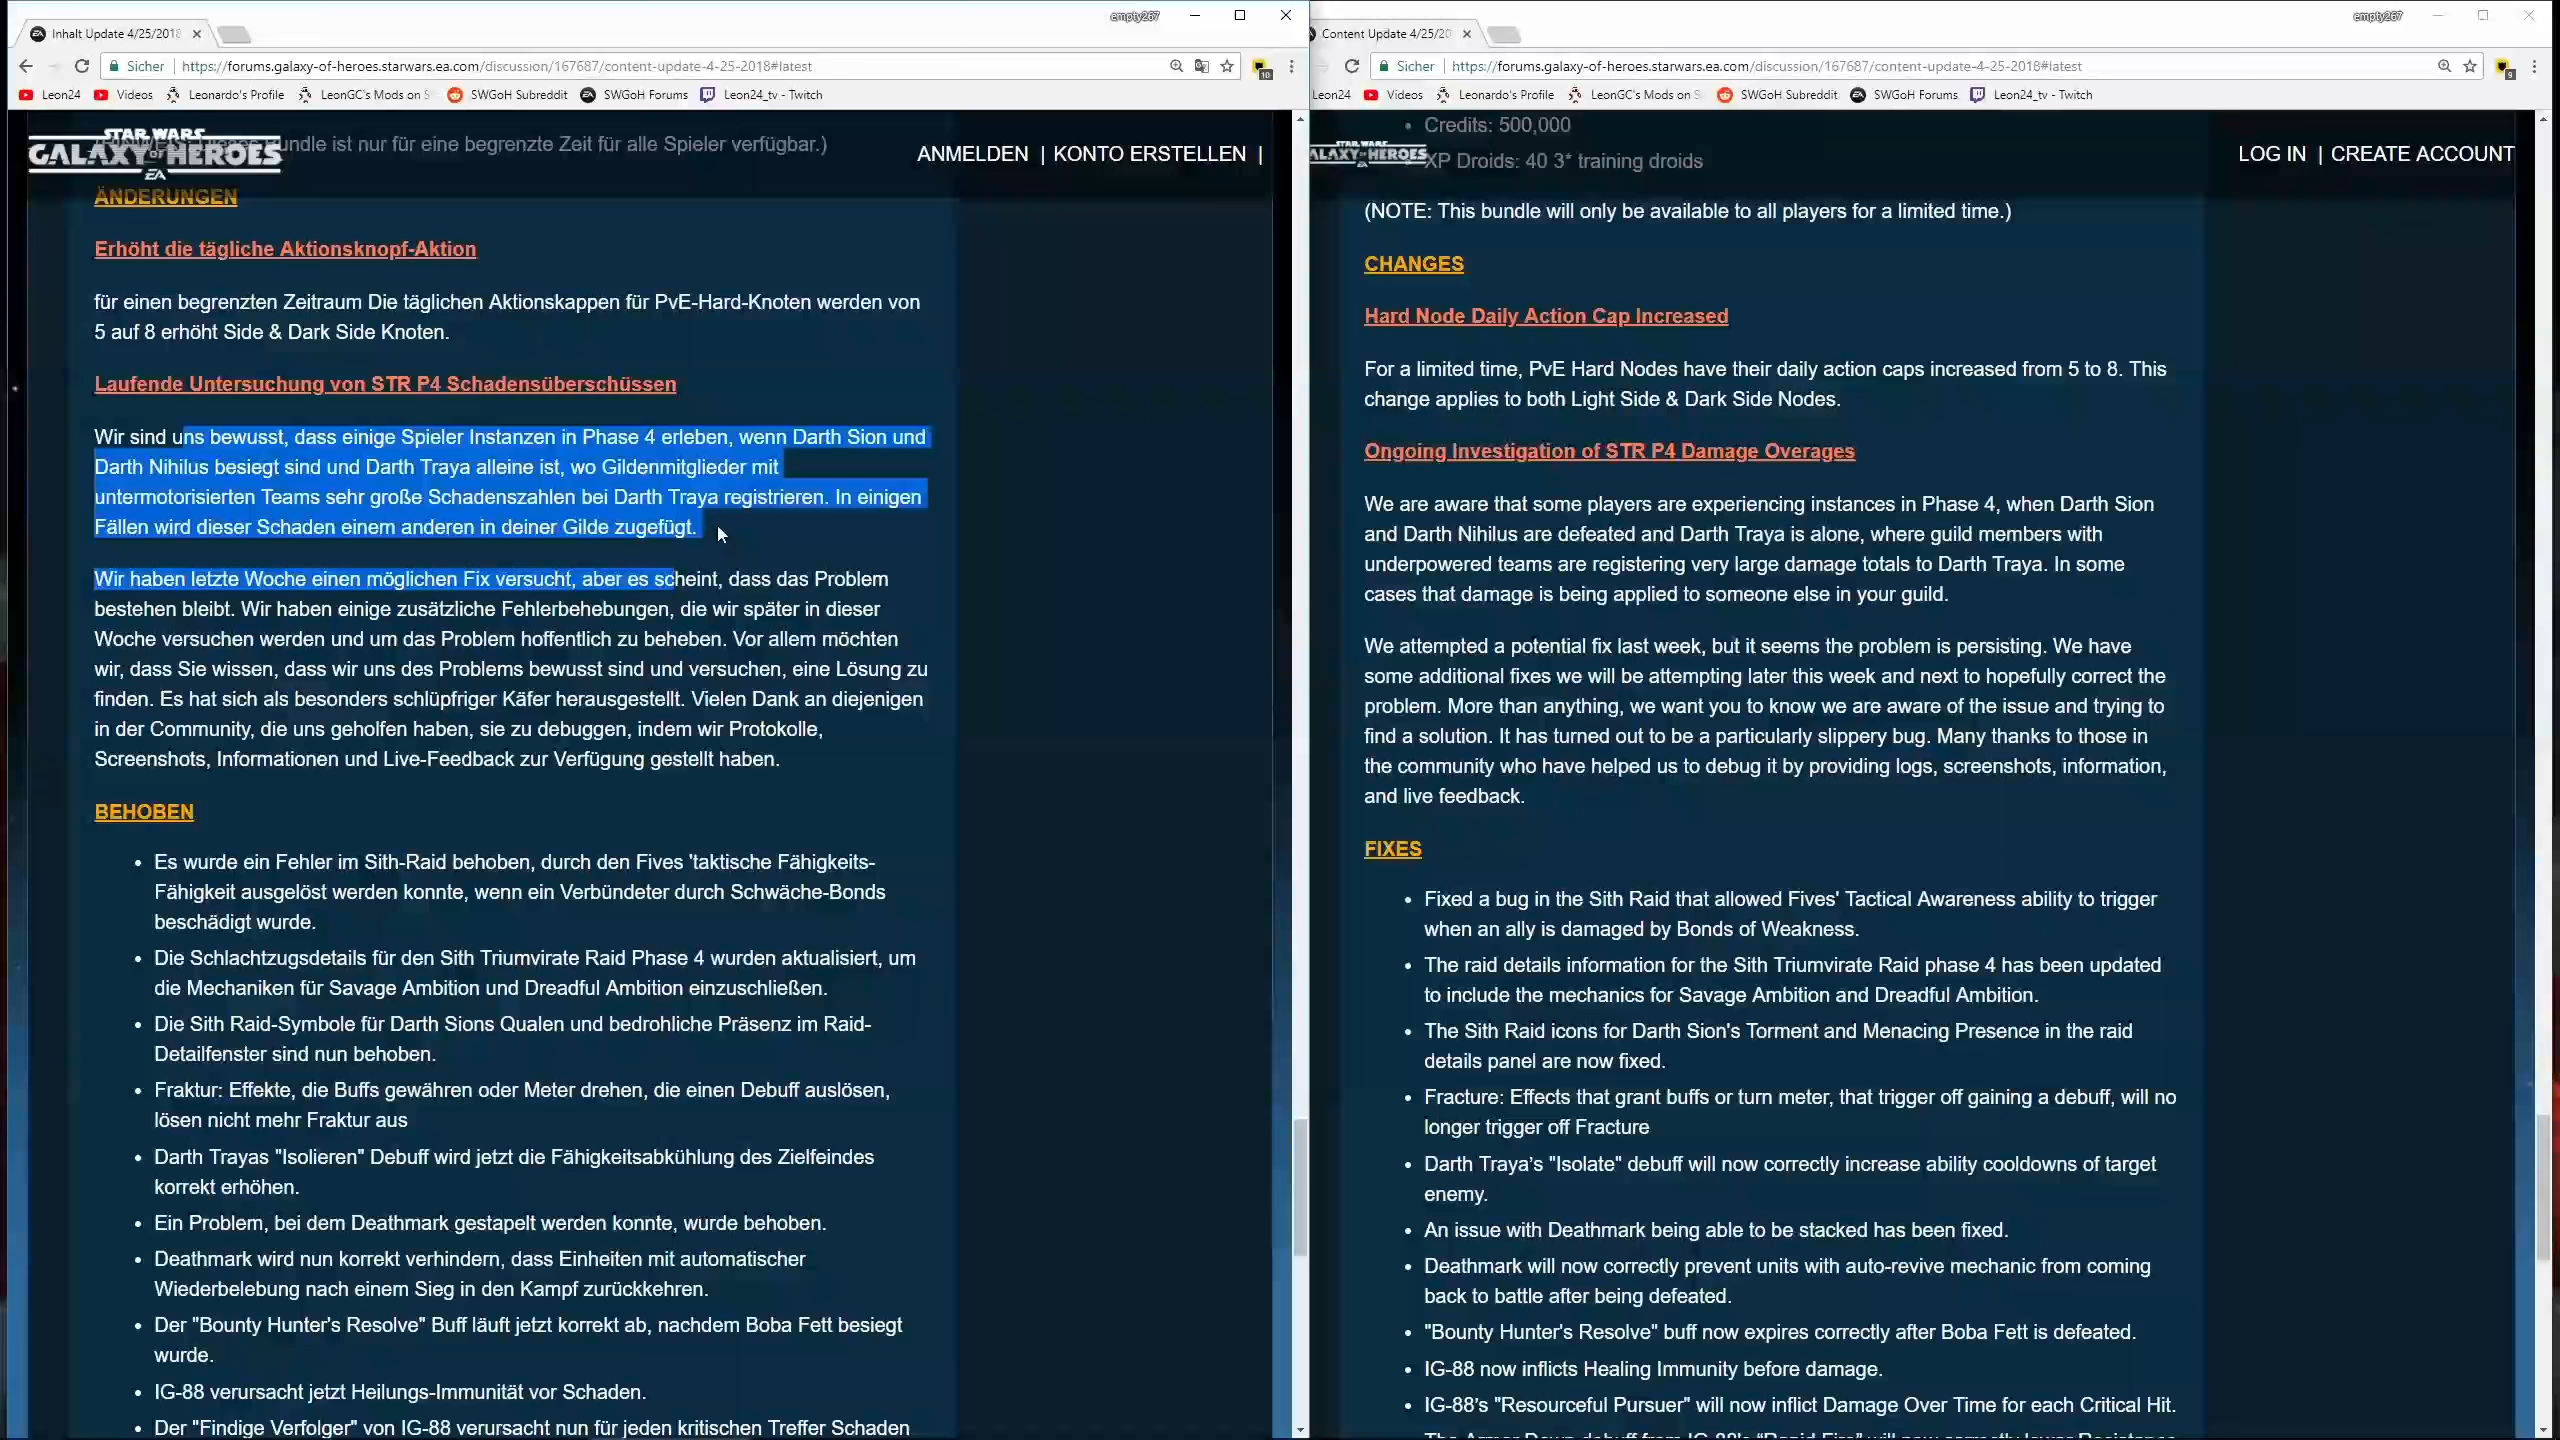 empty267
Inhalt Update 4/25/2018
Sicher | https://forums.galaxy-of-heroes.starwars.ea.com/discussion/167687/content-update-4-25-2018#latest
10
Leon24 Videos Leonardo's Profile LeonGC's Mods on S SWGoH Subreddit SWGoH Forums Leon24_tv - Twitch
STAR WARS
GALAXY OF HEROES
EA
undle ist nur für eine begrenzte Zeit für alle Spieler verfügbar.)
ANMELDEN | KONTO ERSTELLEN |
ÄNDERUNGEN
Erhöht die tägliche Aktionsknopf-Aktion
für einen begrenzten Zeitraum Die täglichen Aktionskappen für PvE-Hard-Knoten werden von
5 auf 8 erhöht Side & Dark Side Knoten.
Laufende Untersuchung von STR P4 Schadensüberschüssen
Wir sind uns bewusst, dass einige Spieler Instanzen in Phase 4 erleben, wenn Darth Sion und
Darth Nihilus besiegt sind und Darth Traya alleine ist, wo Gildenmitglieder mit
untermotorisierten Teams sehr große Schadenszahlen bei Darth Traya registrieren. In einigen
Fällen wird dieser Schaden einem anderen in deiner Gilde zugefügt.
Wir haben letzte Woche einen möglichen Fix versucht, aber es scheint, dass das Problem
bestehen bleibt. Wir haben einige zusätzliche Fehlerbehebungen, die wir später in dieser
Woche versuchen werden und um das Problem hoffentlich zu beheben. Vor allem möchten
wir, dass Sie wissen, dass wir uns des Problems bewusst sind und versuchen, eine Lösung zu
finden. Es hat sich als besonders schlüpfriger Käfer herausgestellt. Vielen Dank an diejenigen
in der Community, die uns geholfen haben, sie zu debuggen, indem wir Protokolle,
Screenshots, Informationen und Live-Feedback zur Verfügung gestellt haben.
BEHOBEN
• Es wurde ein Fehler im Sith-Raid behoben, durch den Fives 'taktische Fähigkeits-
Fähigkeit ausgelöst werden konnte, wenn ein Verbündeter durch Schwäche-Bonds
beschädigt wurde.
• Die Schlachtzugsdetails für den Sith Triumvirate Raid Phase 4 wurden aktualisiert, um
die Mechaniken für Savage Ambition und Dreadful Ambition einzuschließen.
• Die Sith Raid-Symbole für Darth Sions Qualen und bedrohliche Präsenz im Raid-
Detailfenster sind nun behoben.
• Fraktur: Effekte, die Buffs gewähren oder Meter drehen, die einen Debuff auslösen,
lösen nicht mehr Fraktur aus
• Darth Trayas "Isolieren" Debuff wird jetzt die Fähigkeitsabkühlung des Zielfeindes
korrekt erhöhen.
• Ein Problem, bei dem Deathmark gestapelt werden konnte, wurde behoben.
• Deathmark wird nun korrekt verhindern, dass Einheiten mit automatischer
Wiederbelebung nach einem Sieg in den Kampf zurückkehren.
• Der "Bounty Hunter's Resolve" Buff läuft jetzt korrekt ab, nachdem Boba Fett besiegt
wurde.
• IG-88 verursacht jetzt Heilungs-Immunität vor Schaden.
• Der "Findige Verfolger" von IG-88 verursacht nun für jeden kritischen Treffer Schaden
empty267
Content Update 4/25/20
Sicher | https://forums.galaxy-of-heroes.starwars.ea.com/discussion/167687/content-update-4-25-2018#latest
9
Leon24 Videos Leonardo's Profile LeonGC's Mods on S SWGoH Subreddit SWGoH Forums Leon24_tv - Twitch
• Credits: 500,000
STAR WARS
ALAXY OF HEROES
XP Droids: 40 3* training droids
LOG IN | CREATE ACCOUNT
(NOTE: This bundle will only be available to all players for a limited time.)
CHANGES
Hard Node Daily Action Cap Increased
For a limited time, PvE Hard Nodes have their daily action caps increased from 5 to 8. This
change applies to both Light Side & Dark Side Nodes.
Ongoing Investigation of STR P4 Damage Overages
We are aware that some players are experiencing instances in Phase 4, when Darth Sion
and Darth Nihilus are defeated and Darth Traya is alone, where guild members with
underpowered teams are registering very large damage totals to Darth Traya. In some
cases that damage is being applied to someone else in your guild.
We attempted a potential fix last week, but it seems the problem is persisting. We have
some additional fixes we will be attempting later this week and next to hopefully correct the
problem. More than anything, we want you to know we are aware of the issue and trying to
find a solution. It has turned out to be a particularly slippery bug. Many thanks to those in
the community who have helped us to debug it by providing logs, screenshots, information,
and live feedback.
FIXES
• Fixed a bug in the Sith Raid that allowed Fives' Tactical Awareness ability to trigger
when an ally is damaged by Bonds of Weakness.
• The raid details information for the Sith Triumvirate Raid phase 4 has been updated
to include the mechanics for Savage Ambition and Dreadful Ambition.
• The Sith Raid icons for Darth Sion's Torment and Menacing Presence in the raid
details panel are now fixed.
• Fracture: Effects that grant buffs or turn meter, that trigger off gaining a debuff, will no
longer trigger off Fracture
• Darth Traya’s "Isolate" debuff will now correctly increase ability cooldowns of target
enemy.
• An issue with Deathmark being able to be stacked has been fixed.
• Deathmark will now correctly prevent units with auto-revive mechanic from coming
back to battle after being defeated.
• "Bounty Hunter's Resolve" buff now expires correctly after Boba Fett is defeated.
• IG-88 now inflicts Healing Immunity before damage.
• IG-88’s "Resourceful Pursuer" will now inflict Damage Over Time for each Critical Hit.